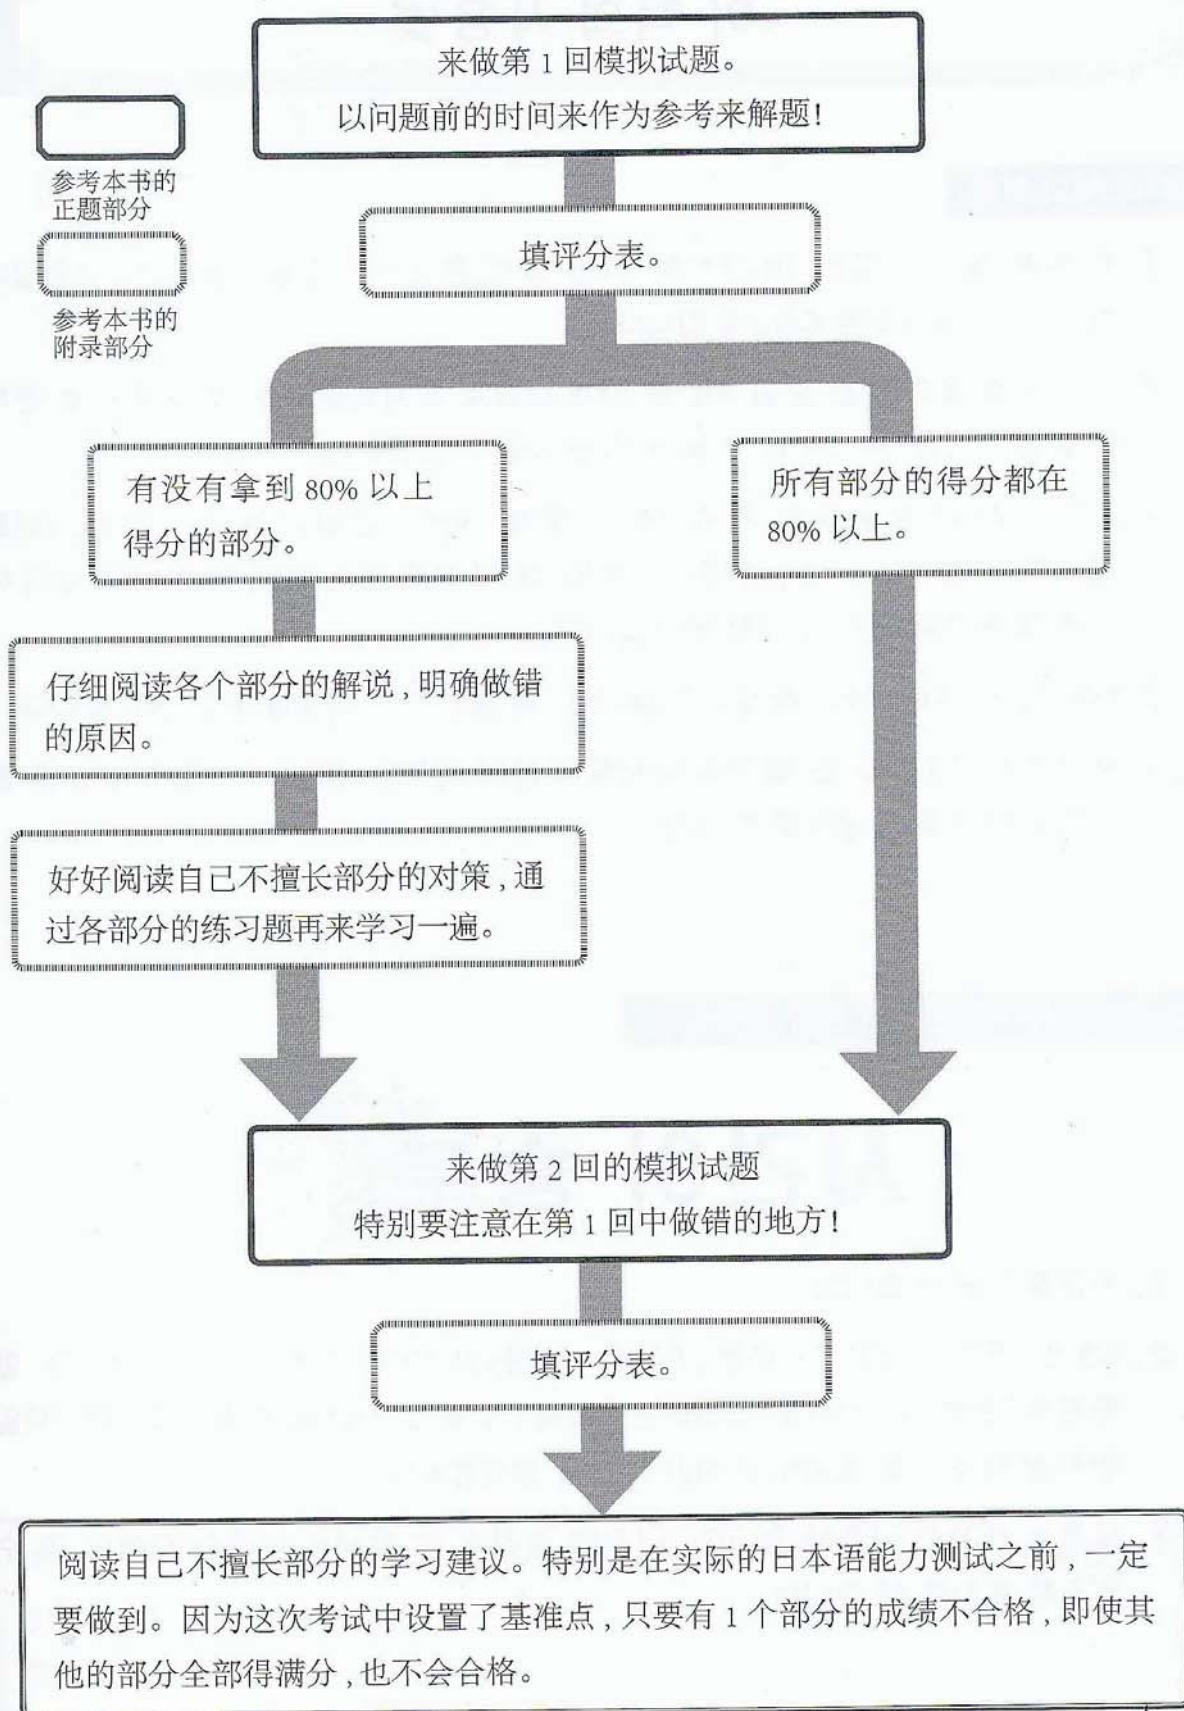 来做第 1 回模拟试题。
以问题前的时间来作为参考来解题!
参考本书的
正题部分
填评分表。
参考本书的
附录部分
有没有拿到 80% 以上
得分的部分。
所有部分的得分都在
80% 以上。
仔细阅读各个部分的解说,明确做错
的原因。
好好阅读自己不擅长部分的对策,通
过各部分的练习题再来学习一遍。
来做第 2 回的模拟试题
特别要注意在第 1 回中做错的地方!
填评分表。
阅读自己不擅长部分的学习建议。特别是在实际的日本语能力测试之前,一定
要做到。因为这次考试中设置了基准点,只要有 1 个部分的成绩不合格,即使其
他的部分全部得满分,也不会合格。